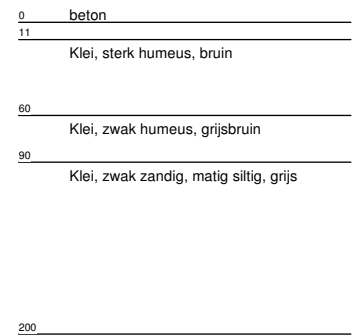 0 beton
11
Klei, sterk humeus, bruin
60
Klei, zwak humeus, grijsbruin
90
Klei, zwak zandig, matig siltig, grijs
200